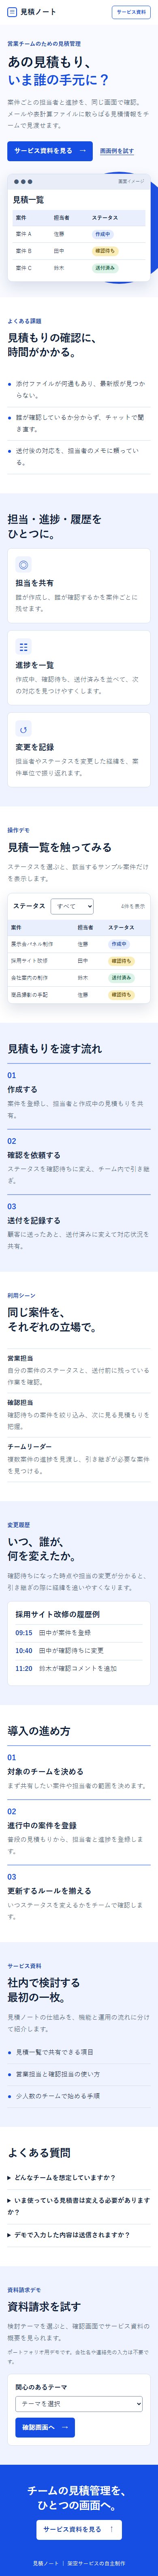 見積ノート
サービス資料
営業チームのための見積管理
あの見積もり、
いま誰の手元に？
案件ごとの担当者と進捗を、同じ画面で確認。
メールや表計算ファイルに散らばる見積情報をチ
ームで見渡せます。
サービス資料を見る →
画面例を試す
画面イメージ
見積一覧
案件 担当者 ステータス
案件 A 佐藤 作成中
案件 B 田中 確認待ち
案件 C 鈴木 送付済み
よくある課題
見積もりの確認に、
時間がかかる。
添付ファイルが何通もあり、最新版が見つか
らない。
誰が確認しているか分からず、チャットで聞
き直す。
送付後の対応を、担当者のメモに頼ってい
る。
担当・進捗・履歴を
ひとつに。
担当を共有
誰が作成し、誰が確認するかを案件ごとに
残せます。
進捗を一覧
作成中、確認待ち、送付済みを並べて、次
の対応を見つけやすくします。
変更を記録
担当者やステータスを変更した経緯を、案
件単位で振り返れます。
操作デモ
見積一覧を触ってみる
ステータスを選ぶと、該当するサンプル案件だけ
を表示します。
ステータス すべて 4件を表示
案件 担当者 ステータス
展示会パネル制作 佐藤 作成中
採用サイト改修 田中 確認待ち
会社案内の制作 鈴木 送付済み
商品撮影の手配 佐藤 確認待ち
見積もりを渡す流れ
01
作成する
案件を登録し、担当者と作成中の見積もりを共
有。
02
確認を依頼する
ステータスを確認待ちに変え、チーム内で引き継
ぎ。
03
送付を記録する
顧客に送ったあと、送付済みに変えて対応状況を
共有。
利用シーン
同じ案件を、
それぞれの立場で。
営業担当
自分の案件のステータスと、送付前に残っている
作業を確認。
確認担当
確認待ちの案件を絞り込み、次に見る見積もりを
把握。
チームリーダー
複数案件の進捗を見渡し、引き継ぎが必要な案件
を見つける。
変更履歴
いつ、誰が、
何を変えたか。
確認待ちになった時点や担当の変更が分かると、
引き継ぎの際に経緯を追いやすくなります。
採用サイト改修の履歴例
09:15 田中が案件を登録
10:40 田中が確認待ちに変更
11:20 鈴木が確認コメントを追加
導入の進め方
01
対象のチームを決める
まず共有したい案件や担当者の範囲を決めます。
02
進行中の案件を登録
普段の見積もりから、担当者と進捗を登録しま
す。
03
更新するルールを揃える
いつステータスを変えるかをチームで確認しま
す。
サービス資料
社内で検討する
最初の一枚。
見積ノートの仕組みを、機能と運用の流れに分け
て紹介します。
見積一覧で共有できる項目
営業担当と確認担当の使い方
少人数のチームで始める手順
よくある質問
どんなチームを想定していますか？
いま使っている見積書は変える必要があります
か？
デモで入力した内容は送信されますか？
資料請求デモ
資料請求を試す
検討テーマを選ぶと、確認画面でサービス資料の
概要を見られます。
ポートフォリオ用デモです。会社名や連絡先の入力は不要で
す。
関心のあるテーマ
テーマを選択
確認画面へ →
チームの見積管理を、
ひとつの画面へ。
サービス資料を見る ↑
見積ノート ｜ 架空サービスの自主制作